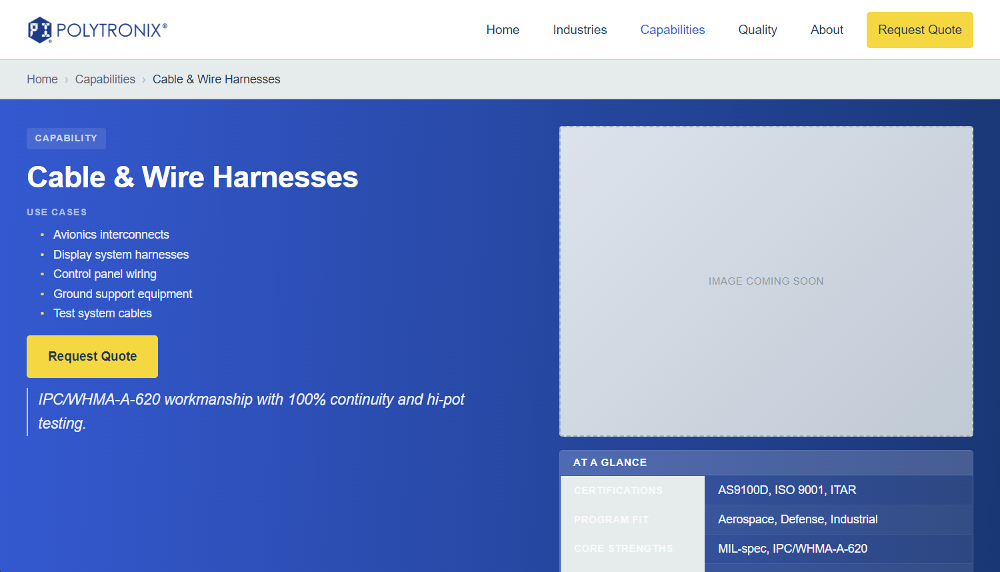 PI POLYTRONIX®
Home Industries Capabilities Quality About Request Quote
Home › Capabilities › Cable & Wire Harnesses
CAPABILITY
Cable & Wire Harnesses
USE CASES
• Avionics interconnects
• Display system harnesses
• Control panel wiring
• Ground support equipment
• Test system cables
Request Quote
IPC/WHMA-A-620 workmanship with 100% continuity and hi-pot
testing.
IMAGE COMING SOON
AT A GLANCE
CERTIFICATIONS AS9100D, ISO 9001, ITAR
PROGRAM FIT Aerospace, Defense, Industrial
CORE STRENGTHS MIL-spec, IPC/WHMA-A-620